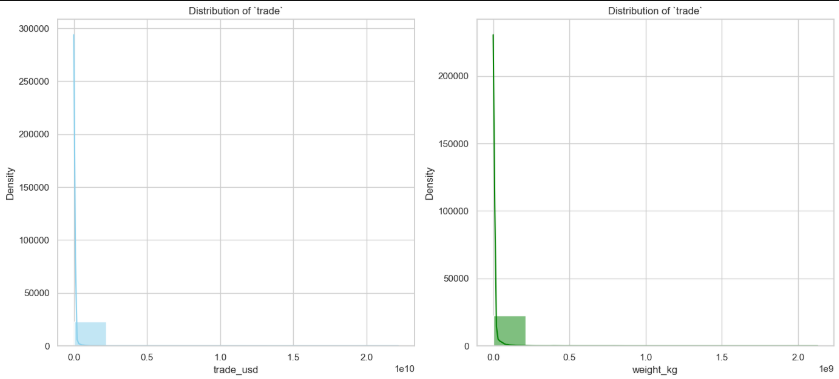 Distribution of `trade`
300000
250000
200000
150000
100000
50000
0
Density
0.0 0.5 1.0 1.5 2.0
1e10
trade_usd
Distribution of `trade`
200000
150000
100000
50000
0
Density
0.0 0.5 1.0 1.5 2.0
1e9
weight_kg